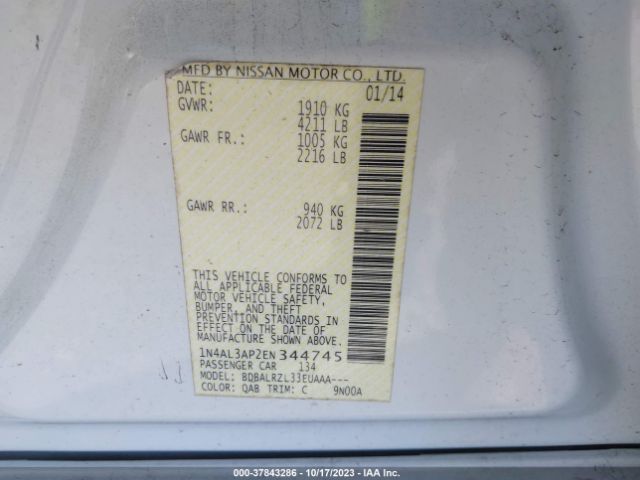 MFD BY NISSAN MOTOR CO., LTD.
DATE: 01/14
GVWR: 1910 KG
4211 LB
GAWR FR.: 1005 KG
2216 LB
GAWR RR.: 940 KG
2072 LB
THIS VEHICLE CONFORMS TO
ALL APPLICABLE FEDERAL
MOTOR VEHICLE SAFETY,
BUMPER, AND THEFT
PREVENTION STANDARDS IN
EFFECT ON THE DATE OF
MANUFACTURE SHOWN ABOVE.
1N4AL3AP2EN344745
PASSENGER CAR 134
MODEL: BDBALRZL33EUAAA---
COLOR: QAB TRIM: C 9N00A
000-37843286 - 10/17/2023 - IAA Inc.